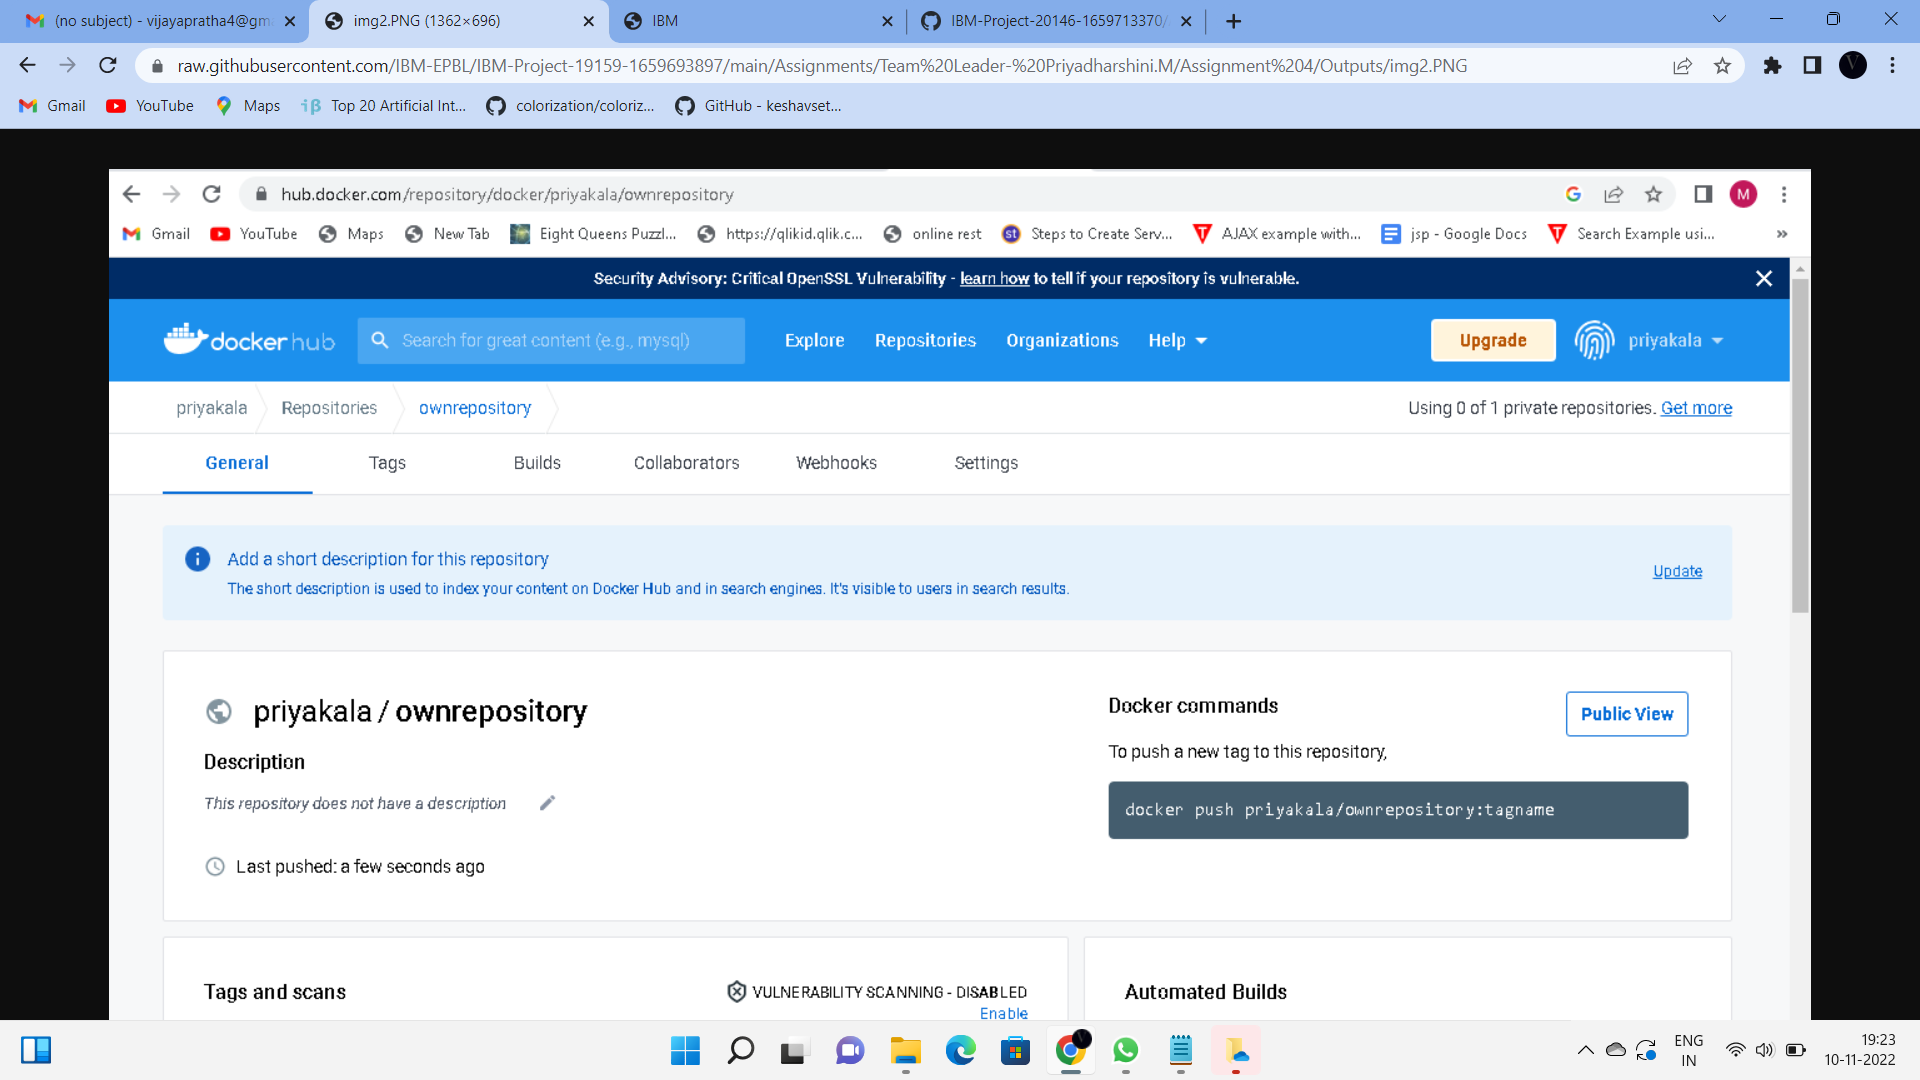 (no subject) - vijayapratha4@gm
img2.PNG (1362×696)
IBM
IBM-Project-20146-1659713370/
raw.githubusercontent.com/IBM-EPBL/IBM-Project-19159-1659693897/main/Assignments/Team%20Leader-%20Priyadharshini.M/Assignment%204/Outputs/img2.PNG
V
Gmail
YouTube
Maps
Top 20 Artificial Int...
colorization/coloriz...
GitHub - keshavset...
hub.docker.com/repository/docker/priyakala/ownrepository
M
Gmail
YouTube
Maps
New Tab
Eight Queens Puzzl...
https://qlikid.qlik.c...
online rest
st
Steps to Create Serv...
AJAX example with...
jsp - Google Docs
Search Example usi...
»
Security Advisory: Critical OpenSSL Vulnerability - learn how to tell if your repository is vulnerable.
docker hub
Search for great content (e.g., mysql)
Explore
Repositories
Organizations
Help
Upgrade
priyakala
priyakala
Repositories
ownrepository
Using 0 of 1 private repositories. Get more
General
Tags
Builds
Collaborators
Webhooks
Settings
Add a short description for this repository
The short description is used to index your content on Docker Hub and in search engines. It's visible to users in search results.
Update
priyakala / ownrepository
Description
This repository does not have a description
Last pushed: a few seconds ago
Docker commands
Public View
To push a new tag to this repository,
docker push priyakala/ownrepository:tagname
Tags and scans
VULNERABILITY SCANNING - DISABLED
Enable
Automated Builds
ENG
IN
19:23
10-11-2022